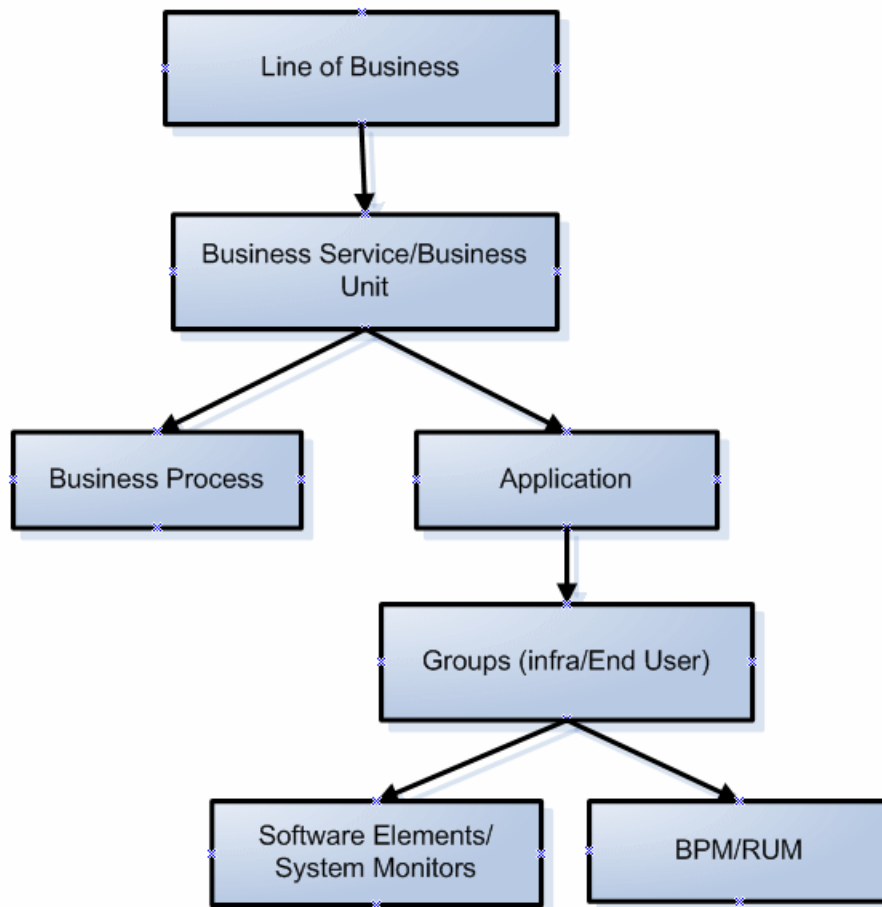 Line of Business
Business Service/Business
Unit
Business Process
Application
Groups (infra/End User)
Software Elements/
System Monitors
BPM/RUM